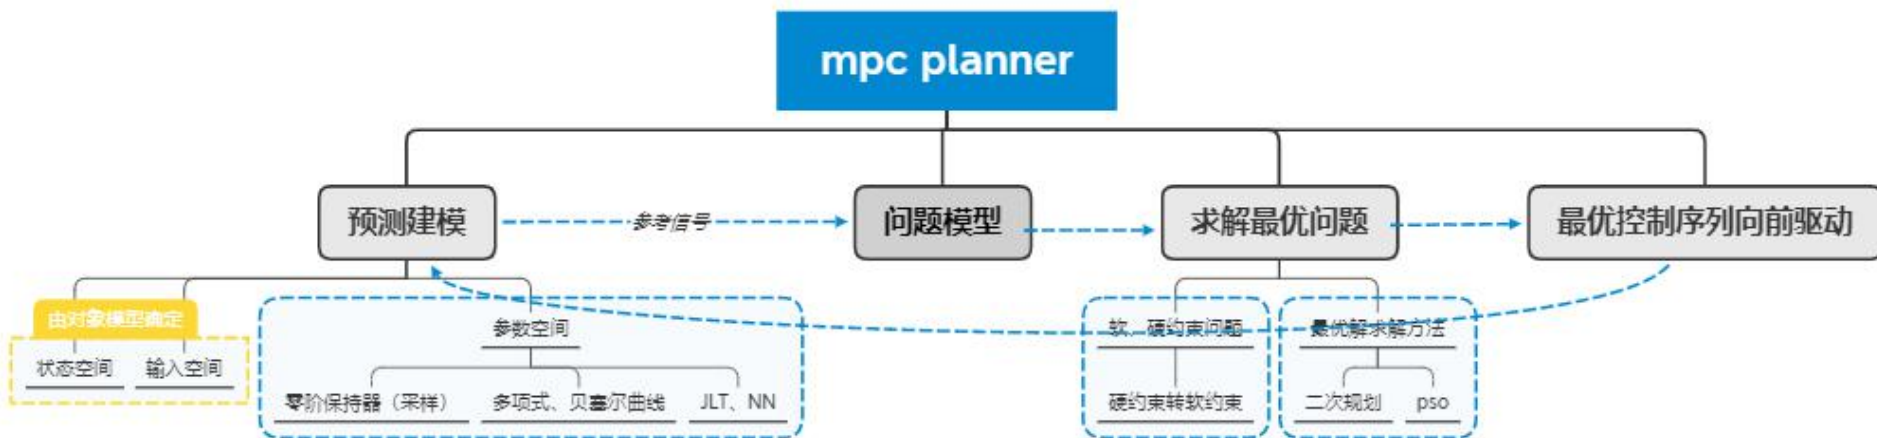 mpc planner
预测建模
参考信号
问题模型
求解最优问题
最优控制序列向前驱动
由对象模型确定
状态空间
输入空间
参数空间
零阶保持器（采样）
多项式、贝塞尔曲线
JLT、NN
软、硬约束问题
硬约束转软约束
最优解求解方法
二次规划
pso